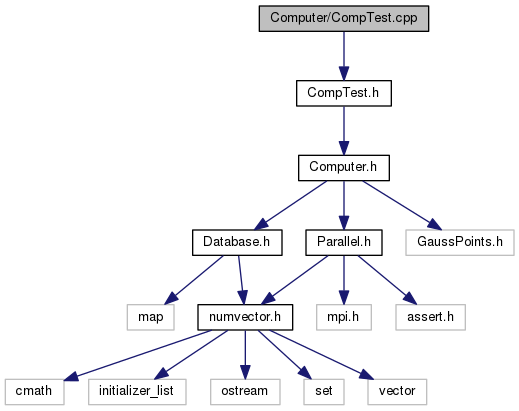 Computer/CompTest.cpp
CompTest.h
Computer.h
Database.h
Parallel.h
GaussPoints.h
map
numvector.h
mpi.h
assert.h
cmath
initializer_list
ostream
set
vector